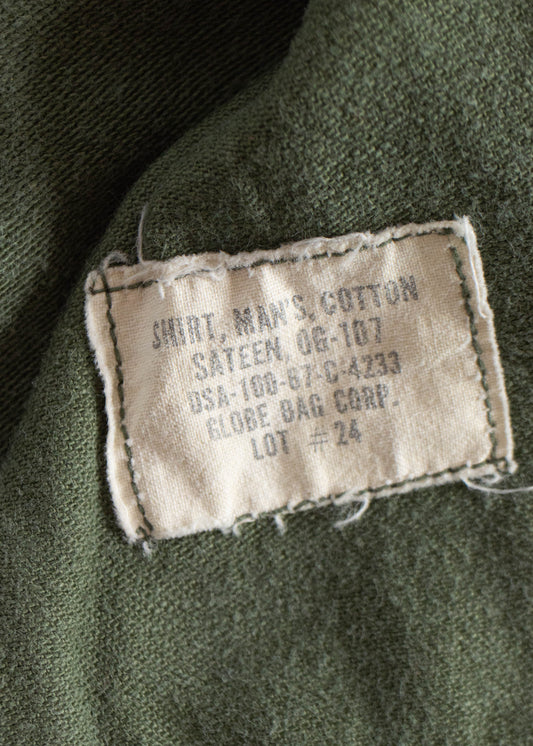 SHIRT, MAN'S, COTTON
SATEEN, OG-107
DSA-100-67-C-4233
GLOBE BAG CORP.
LOT #24